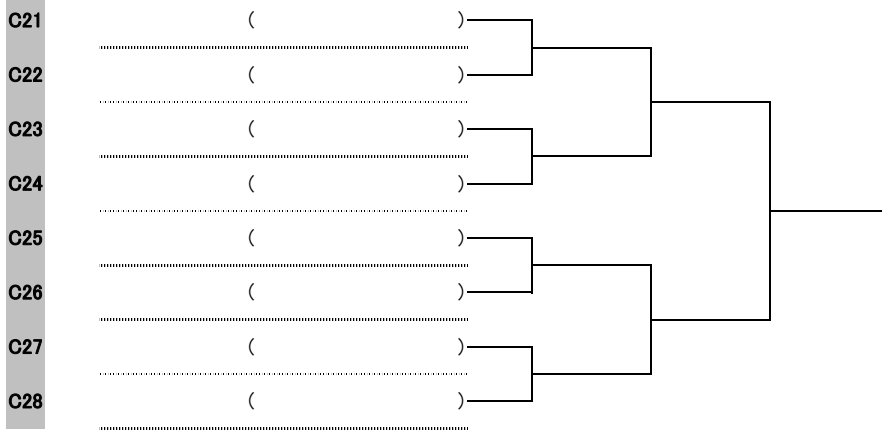 C21 ( )
C22 ( )
C23 ( )
C24 ( )
C25 ( )
C26 ( )
C27 ( )
C28 ( )